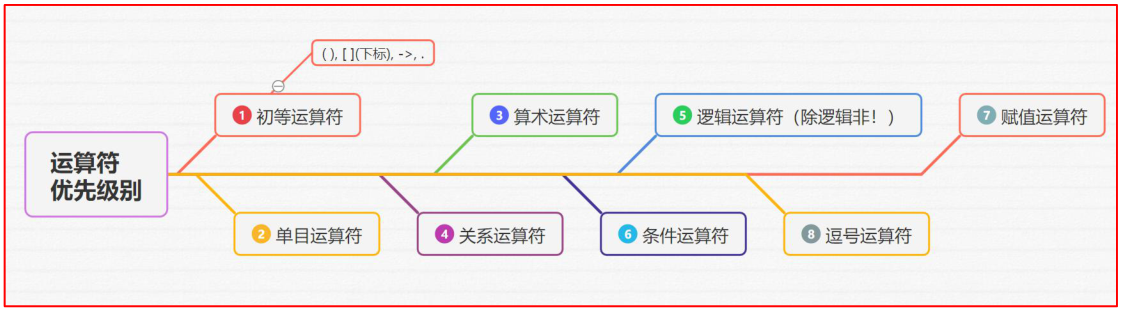 ( ), [ ](下标), ->, .
1 初等运算符
3 算术运算符
5 逻辑运算符（除逻辑非！）
7 赋值运算符
运算符
优先级别
2 单目运算符
4 关系运算符
6 条件运算符
8 逗号运算符